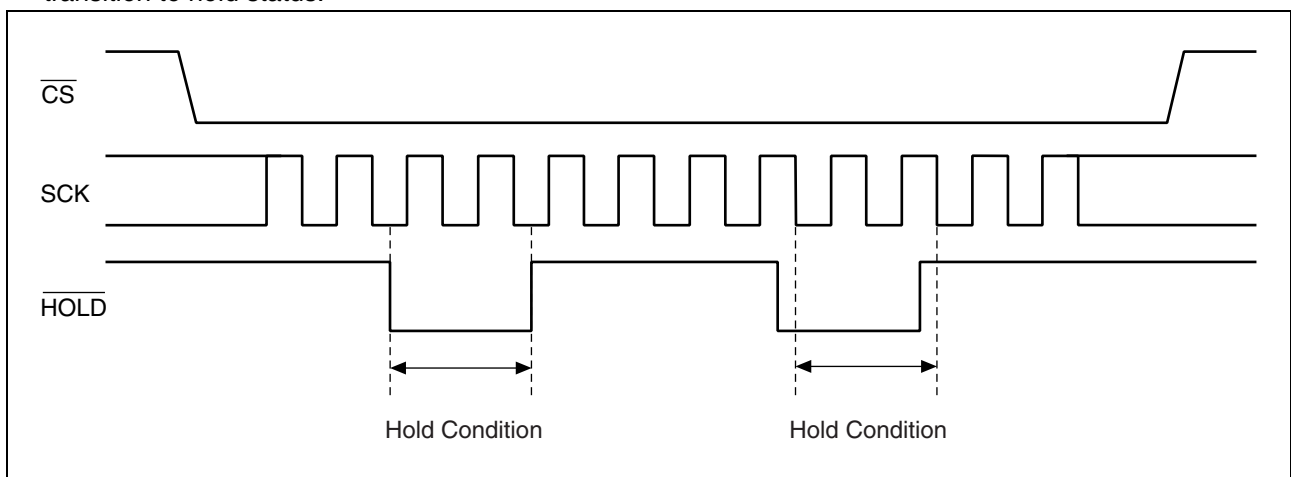 transition to hold status.
CS
SCK
HOLD
Hold Condition
Hold Condition